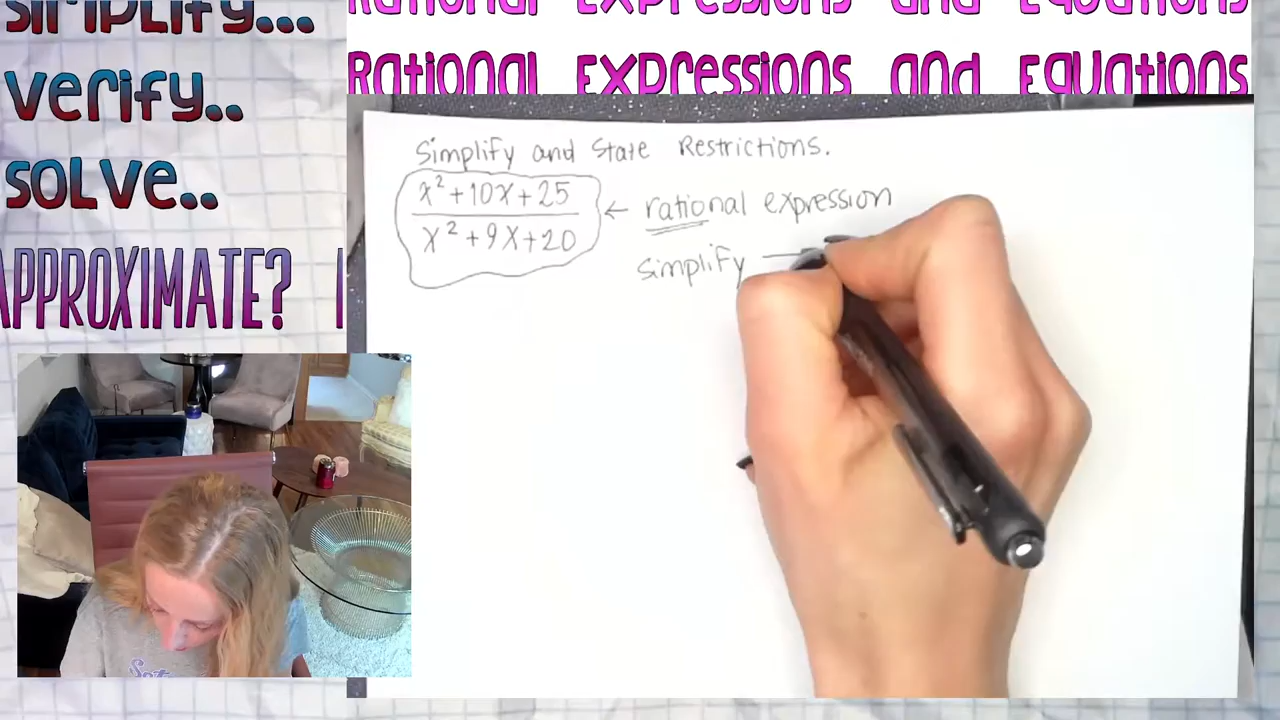 SIMPLIFY...
verify..
solve..
APPROXIMATE?
Rational Expressions and Equations
Rational Expressions and Equations
Simplify and State Restrictions.
x² + 10x + 25
x² + 9x + 20
← rational expression
simplify